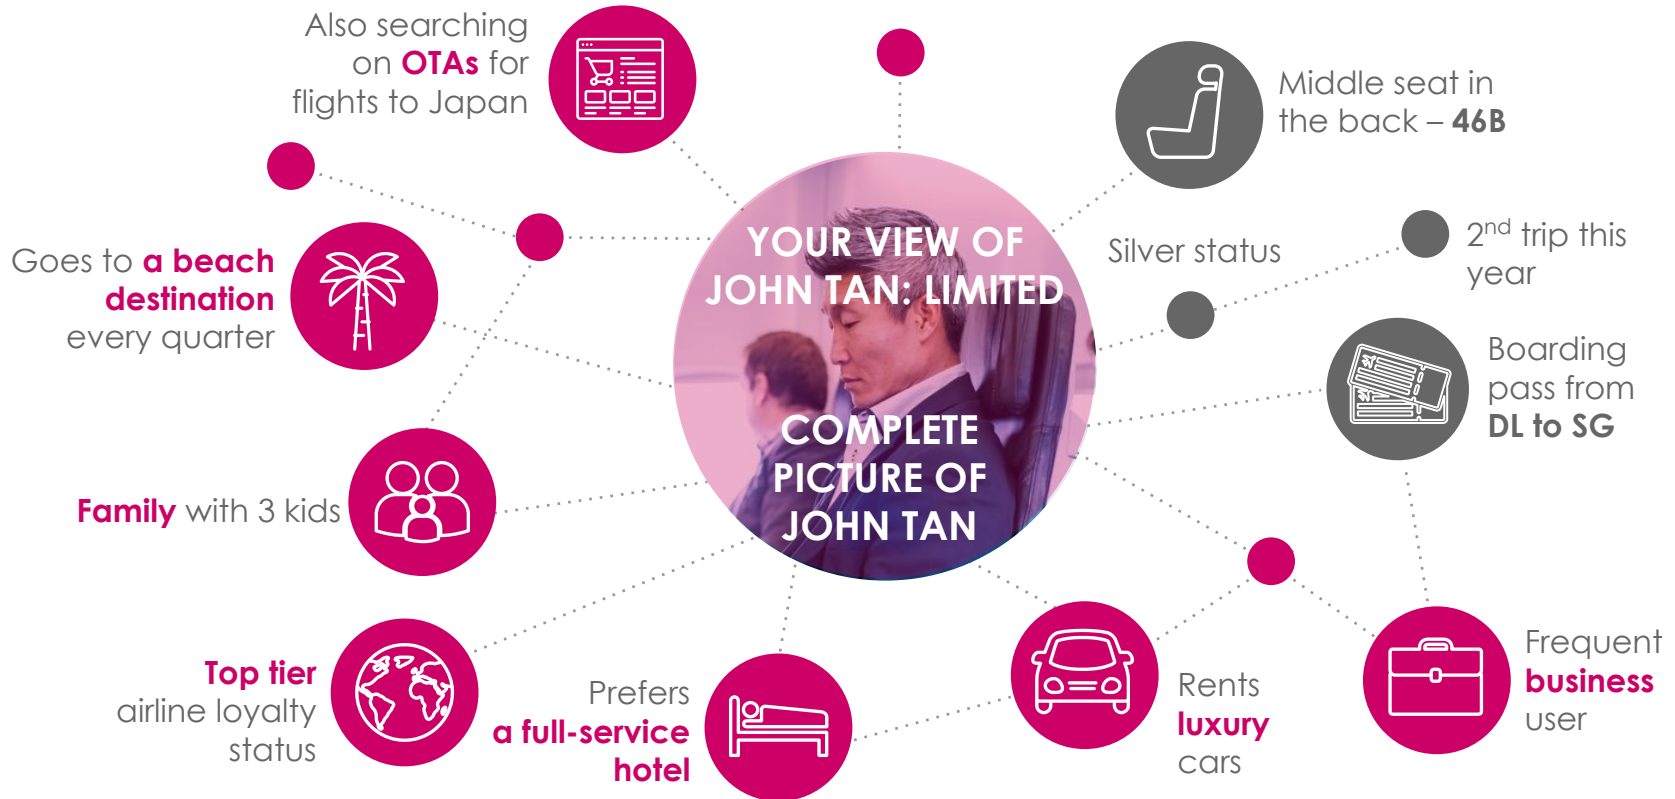 Also searching
on OTAs for
flights to Japan
Goes to a beach
destination
every quarter
Family with 3 kids
Top tier
airline loyalty
status
Prefers
a full-service
hotel
YOUR VIEW OF
JOHN TAN: LIMITED
COMPLETE
PICTURE OF
JOHN TAN
Middle seat in
the back – 46B
Silver status
2nd trip this
year
Boarding
pass from
DL to SG
Rents
luxury
cars
Frequent
business
user